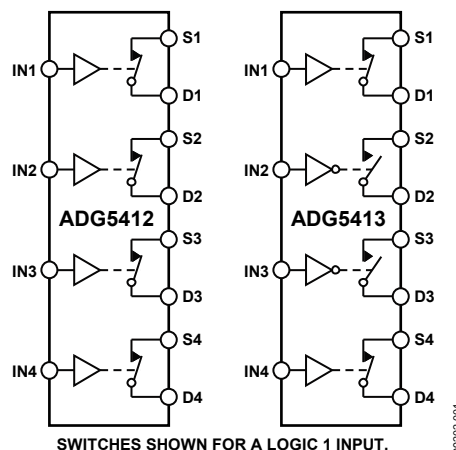 S1
IN1
D1
S2
IN2
D2
ADG5412
S3
IN3
D3
S4
IN4
D4
S1
IN1
D1
S2
IN2
D2
ADG5413
S3
IN3
D3
S4
IN4
D4
SWITCHES SHOWN FOR A LOGIC 1 INPUT.